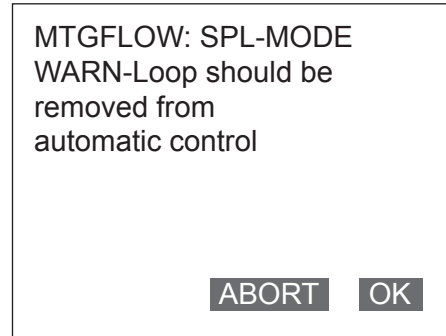 MTGFLOW: SPL-MODE
WARN-Loop should be
removed from
automatic control
ABORT OK